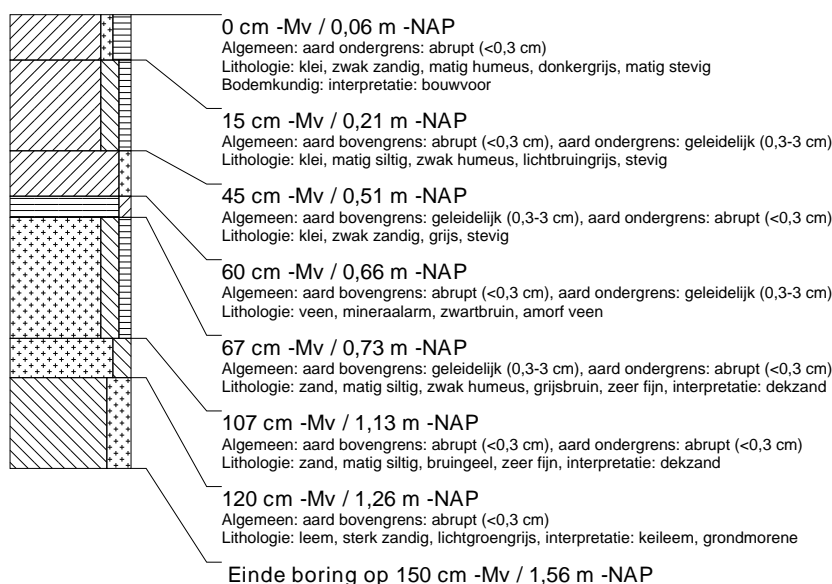 0 cm -Mv / 0,06 m -NAP
Algemeen: aard ondergrens: abrupt (<0,3 cm)
Lithologie: klei, zwak zandig, matig humeus, donkergrijs, matig stevig
Bodemkundig: interpretatie: bouwvoor
15 cm -Mv / 0,21 m -NAP
Algemeen: aard bovengrens: abrupt (<0,3 cm), aard ondergrens: geleidelijk (0,3-3 cm)
Lithologie: klei, matig siltig, zwak humeus, lichtbruingrijs, stevig
45 cm -Mv / 0,51 m -NAP
Algemeen: aard bovengrens: geleidelijk (0,3-3 cm), aard ondergrens: abrupt (<0,3 cm)
Lithologie: klei, zwak zandig, grijs, stevig
60 cm -Mv / 0,66 m -NAP
Algemeen: aard bovengrens: abrupt (<0,3 cm), aard ondergrens: geleidelijk (0,3-3 cm)
Lithologie: veen, mineraalarm, zwartbruin, amorf veen
67 cm -Mv / 0,73 m -NAP
Algemeen: aard bovengrens: geleidelijk (0,3-3 cm), aard ondergrens: abrupt (<0,3 cm)
Lithologie: zand, matig siltig, zwak humeus, grijsbruin, zeer fijn, interpretatie: dekzand
107 cm -Mv / 1,13 m -NAP
Algemeen: aard bovengrens: abrupt (<0,3 cm), aard ondergrens: abrupt (<0,3 cm)
Lithologie: zand, matig siltig, bruingeel, zeer fijn, interpretatie: dekzand
120 cm -Mv / 1,26 m -NAP
Algemeen: aard bovengrens: abrupt (<0,3 cm)
Lithologie: leem, sterk zandig, lichtgroengrijs, interpretatie: keileem, grondmorene
Einde boring op 150 cm -Mv / 1,56 m -NAP